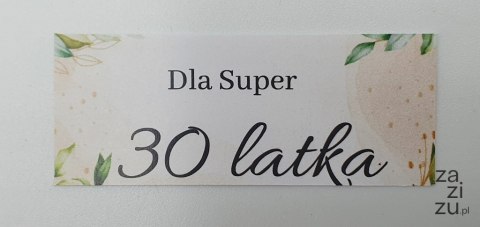 Dla Super
30 latka
za
zi
zu.pl